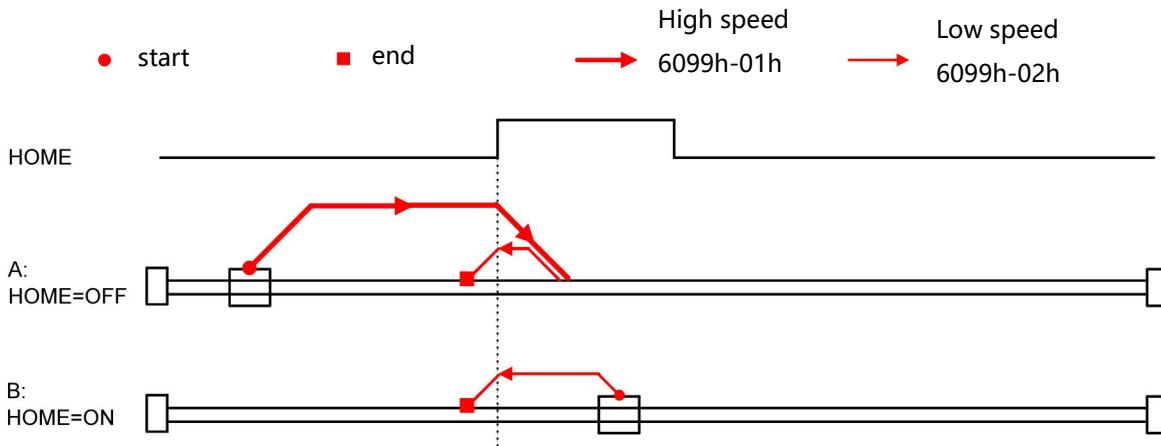 start
end
High speed
6099h-01h
Low speed
6099h-02h
HOME
A:
HOME=OFF
B:
HOME=ON